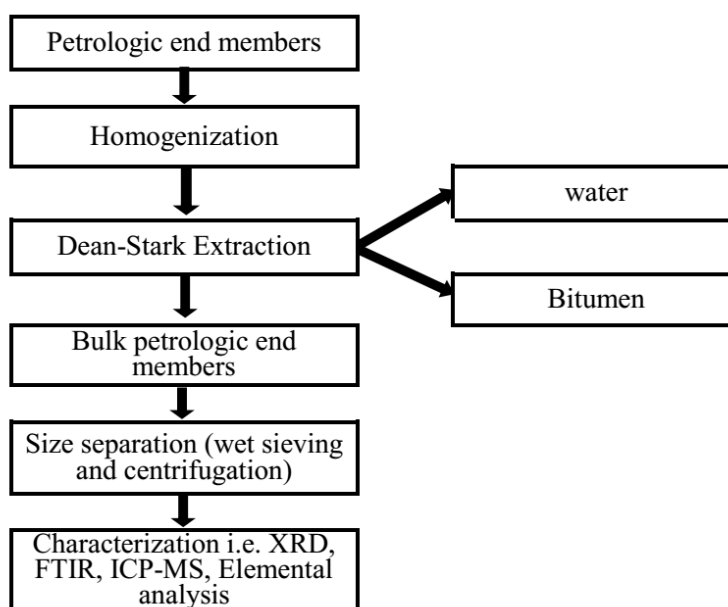 Petrologic end members
Homogenization
water
Dean-Stark Extraction
Bitumen
Bulk petrologic end
members
Size separation (wet sieving
and centrifugation)
Characterization i.e. XRD,
FTIR, ICP-MS, Elemental
analysis